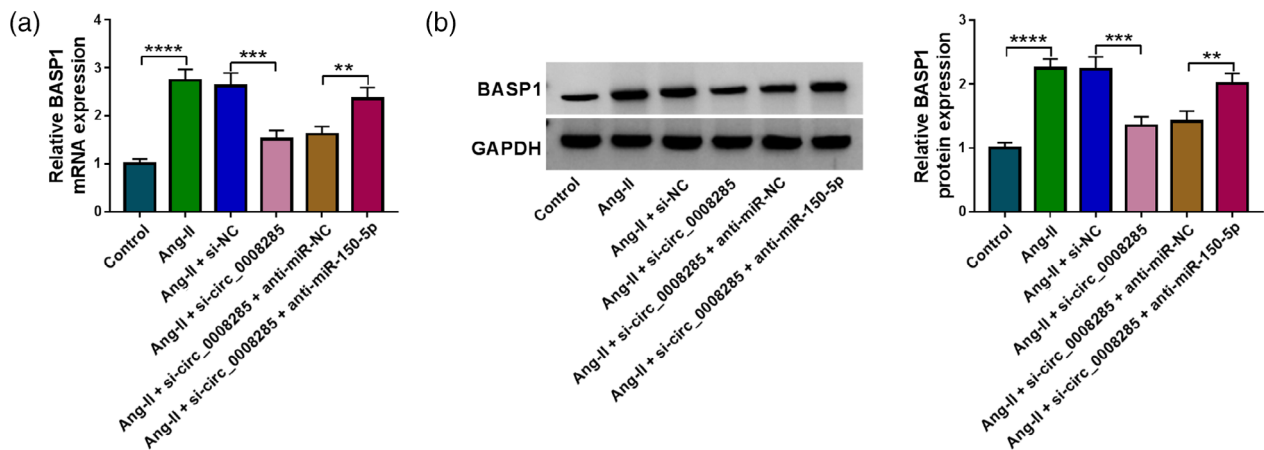 (a)
Relative BASP1
mRNA expression
4
3
2
1
0
****
***
**
Control
Ang-II
Ang-II + si-NC
Ang-II + si-circ_0008285
Ang-II + si-circ_0008285 + anti-miR-NC
Ang-II + si-circ_0008285 + anti-miR-150-5p
(b)
BASP1
GAPDH
Control
Ang-II
Ang-II + si-NC
Ang-II + si-circ_0008285
Ang-II + si-circ_0008285 + anti-miR-NC
Ang-II + si-circ_0008285 + anti-miR-150-5p
Relative BASP1
protein expression
3
2
1
0
****
***
**
Control
Ang-II
Ang-II + si-NC
Ang-II + si-circ_0008285
Ang-II + si-circ_0008285 + anti-miR-NC
Ang-II + si-circ_0008285 + anti-miR-150-5p